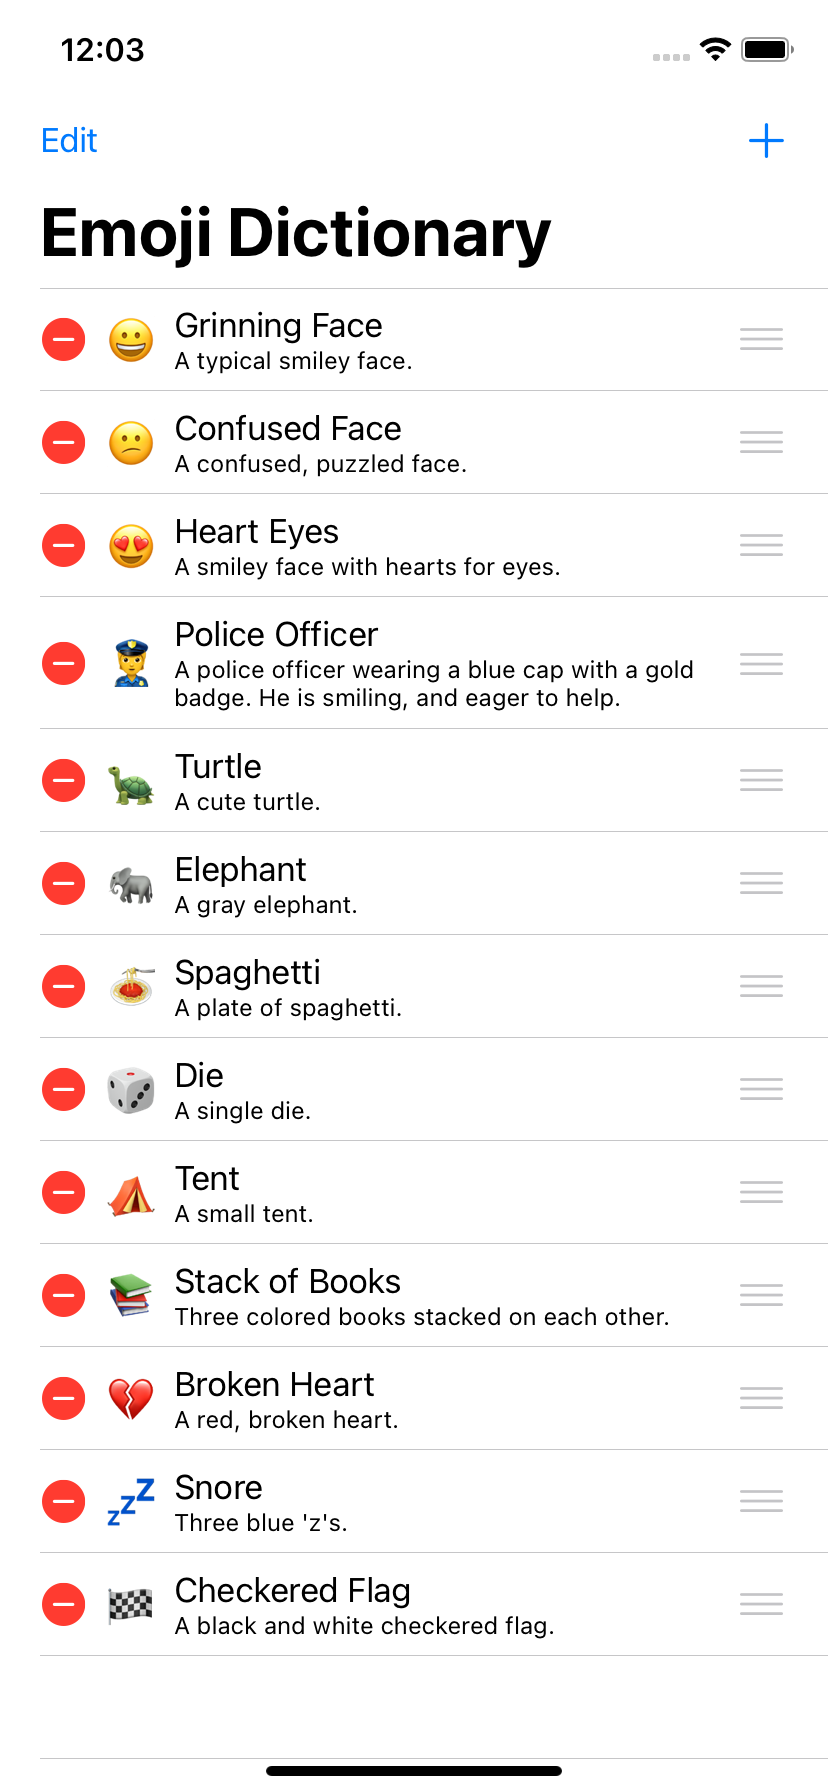 12:03
Edit
Emoji Dictionary
Grinning Face
A typical smiley face.
Confused Face
A confused, puzzled face.
Heart Eyes
A smiley face with hearts for eyes.
Police Officer
A police officer wearing a blue cap with a gold
badge. He is smiling, and eager to help.
Turtle
A cute turtle.
Elephant
A gray elephant.
Spaghetti
A plate of spaghetti.
Die
A single die.
Tent
A small tent.
Stack of Books
Three colored books stacked on each other.
Broken Heart
A red, broken heart.
Snore
Three blue 'z's.
Checkered Flag
A black and white checkered flag.